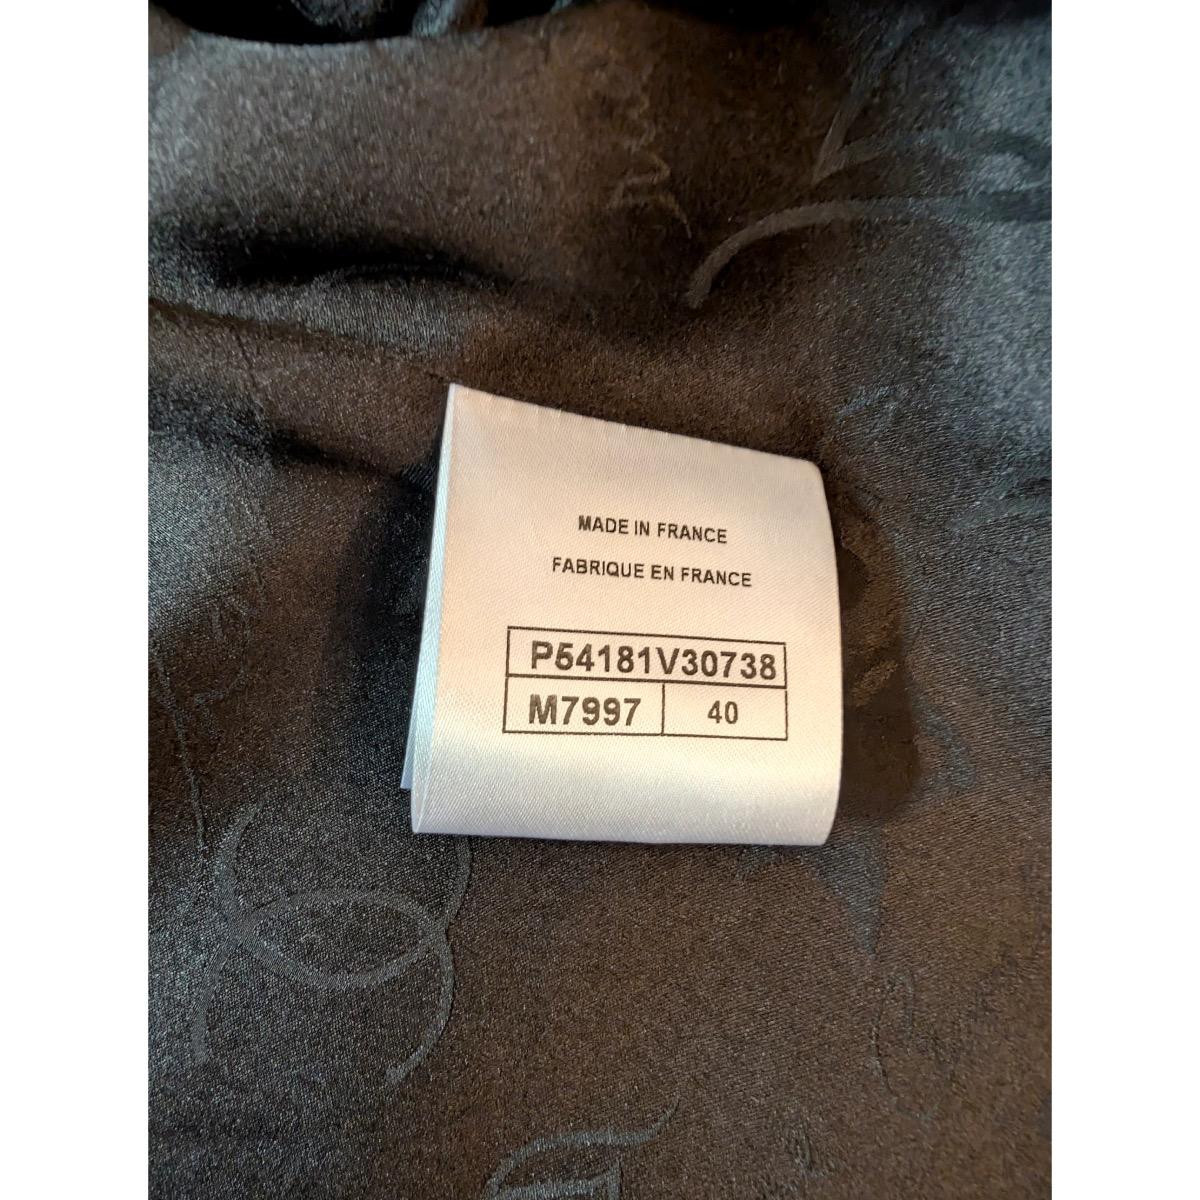 MADE IN FRANCE
FABRIQUE EN FRANCE
P54181V30738
M7997 40